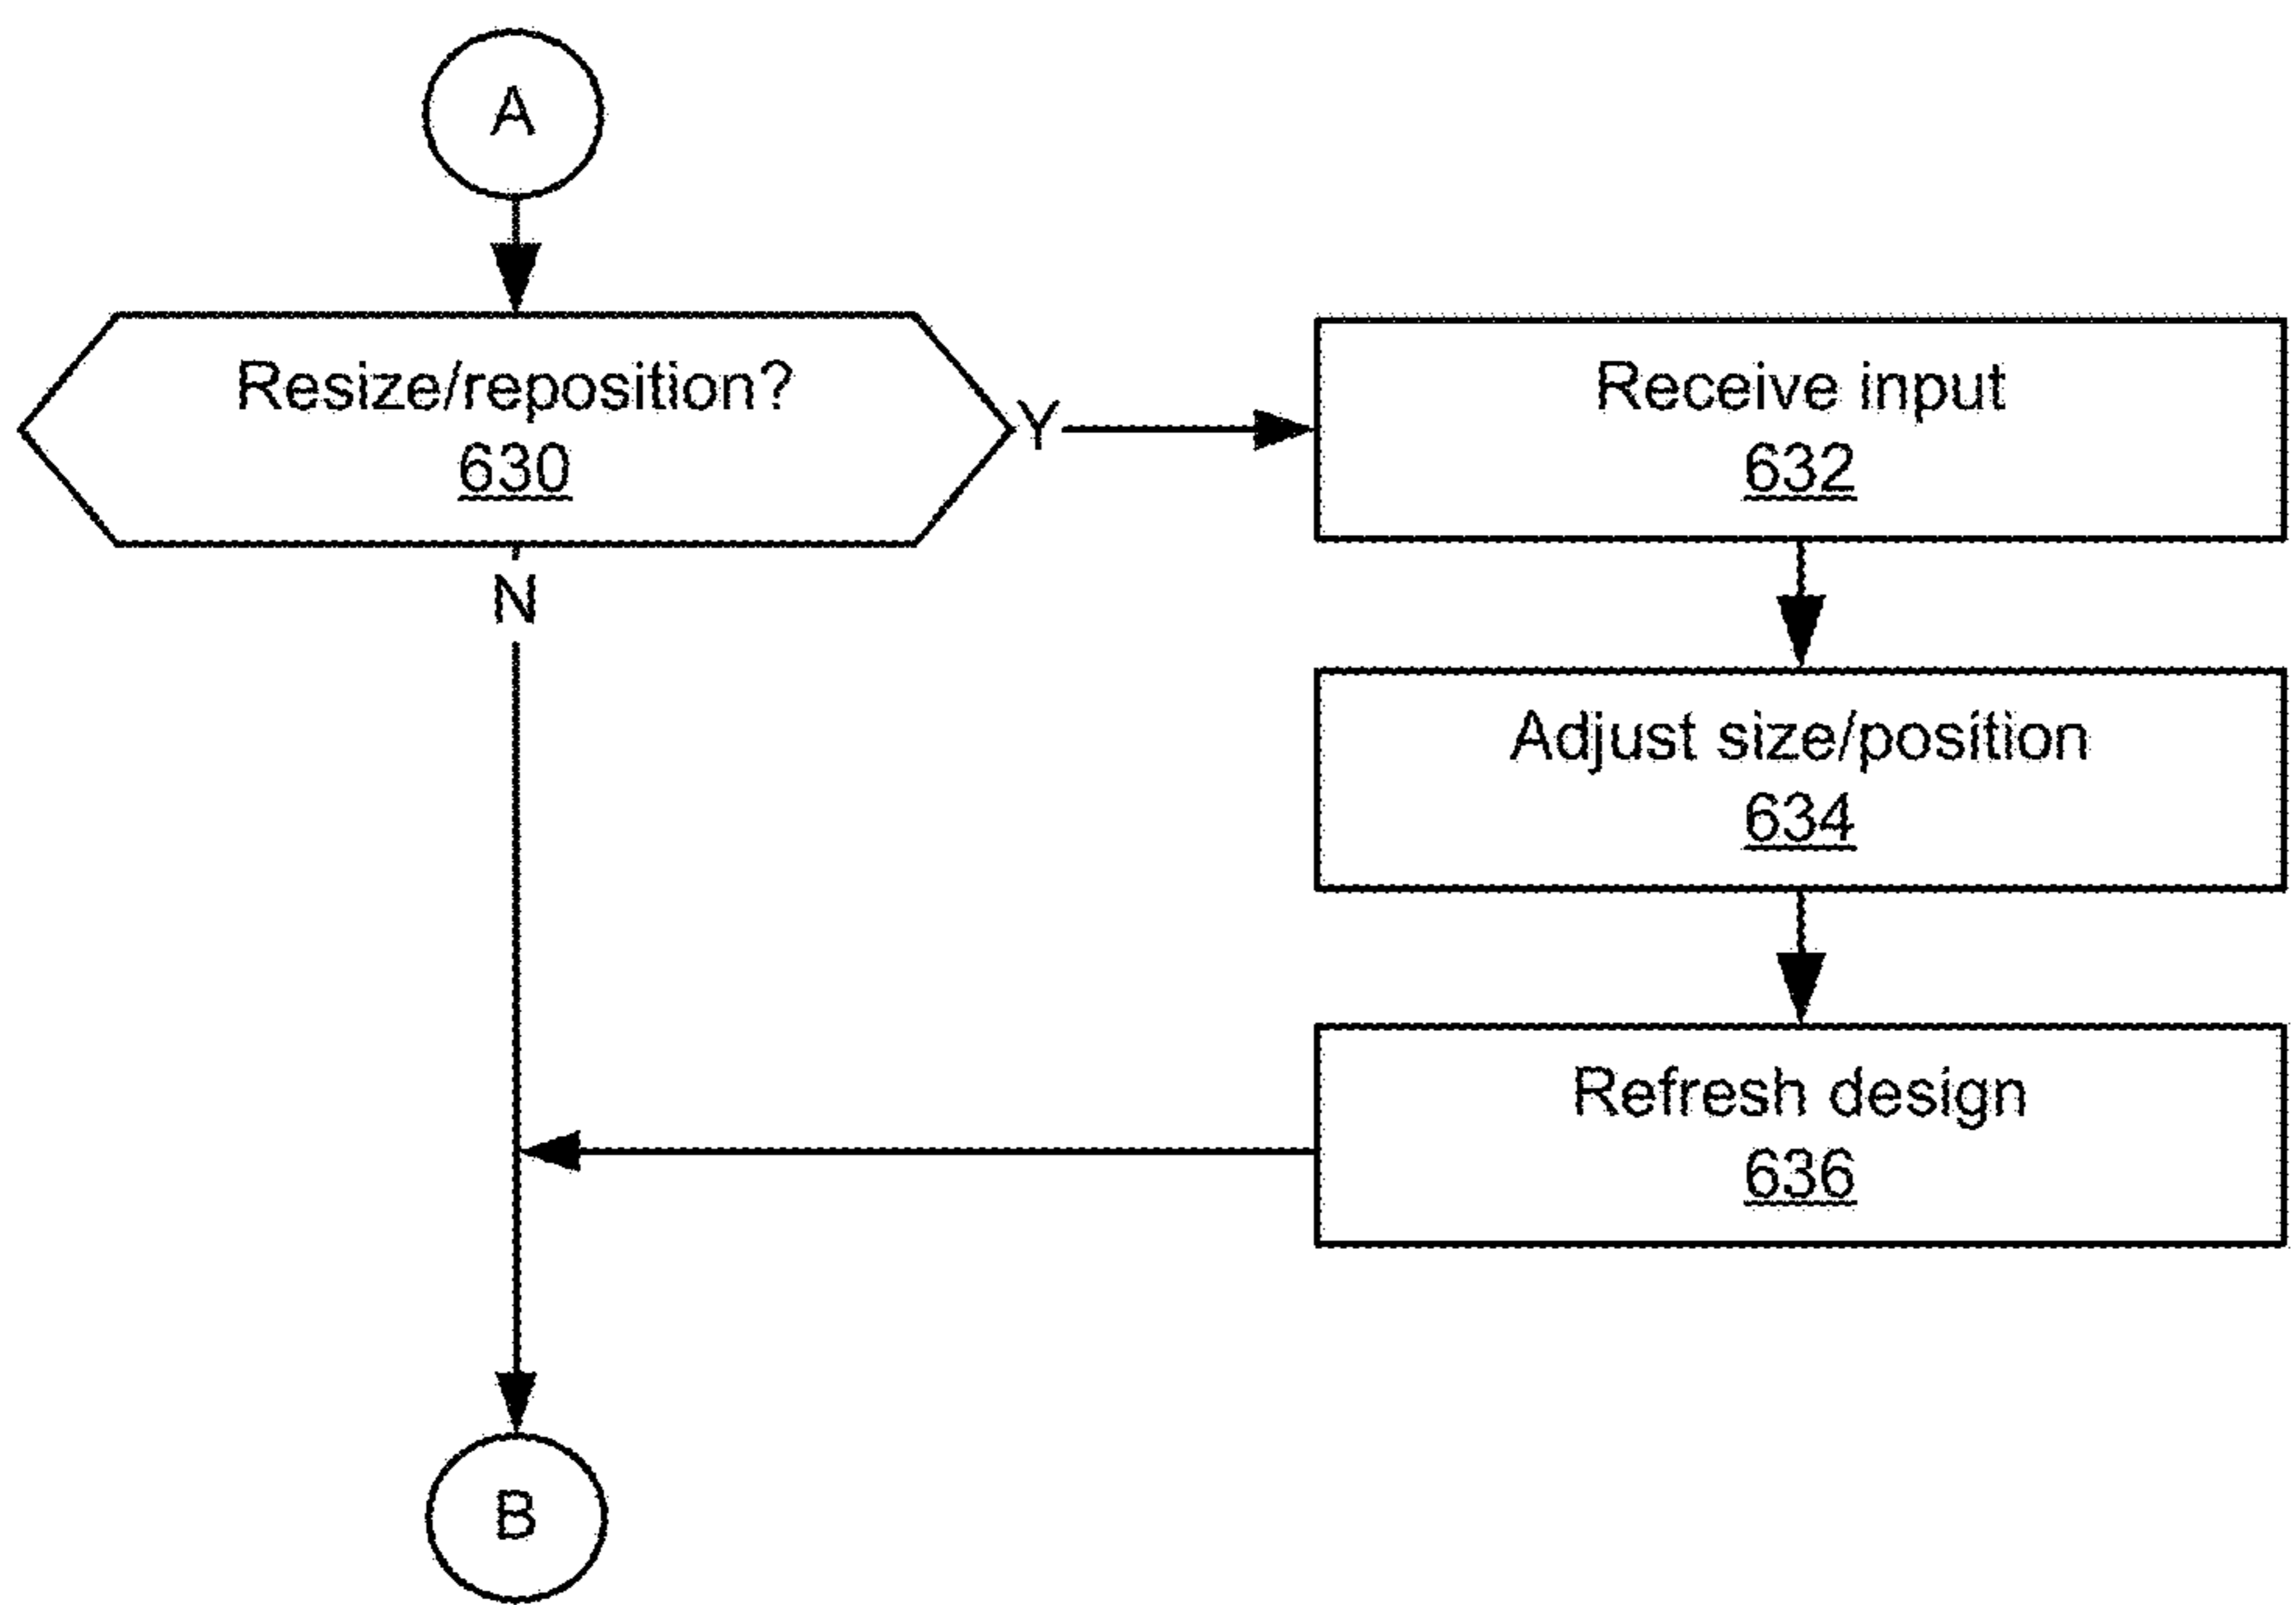 A
Resize/reposition?
630
Y
N
Receive input
632
Adjust size/position
634
Refresh design
636
B